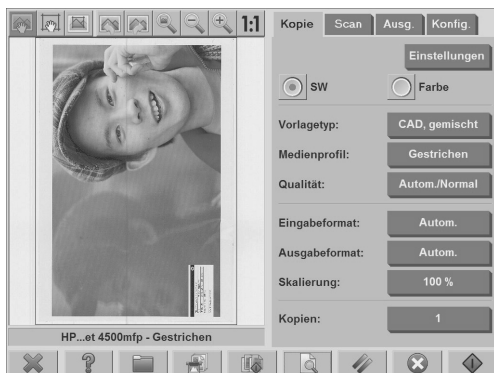 1:1
Kopie Scan Ausg. Konfig.
Einstellungen
SW Farbe
Vorlagetyp: CAD, gemischt
Medienprofil: Gestrichen
Qualität: Autom./Normal
Eingabeformat: Autom.
Ausgabeformat: Autom.
Skalierung: 100 %
Kopien: 1
HP...et 4500mfp - Gestrichen